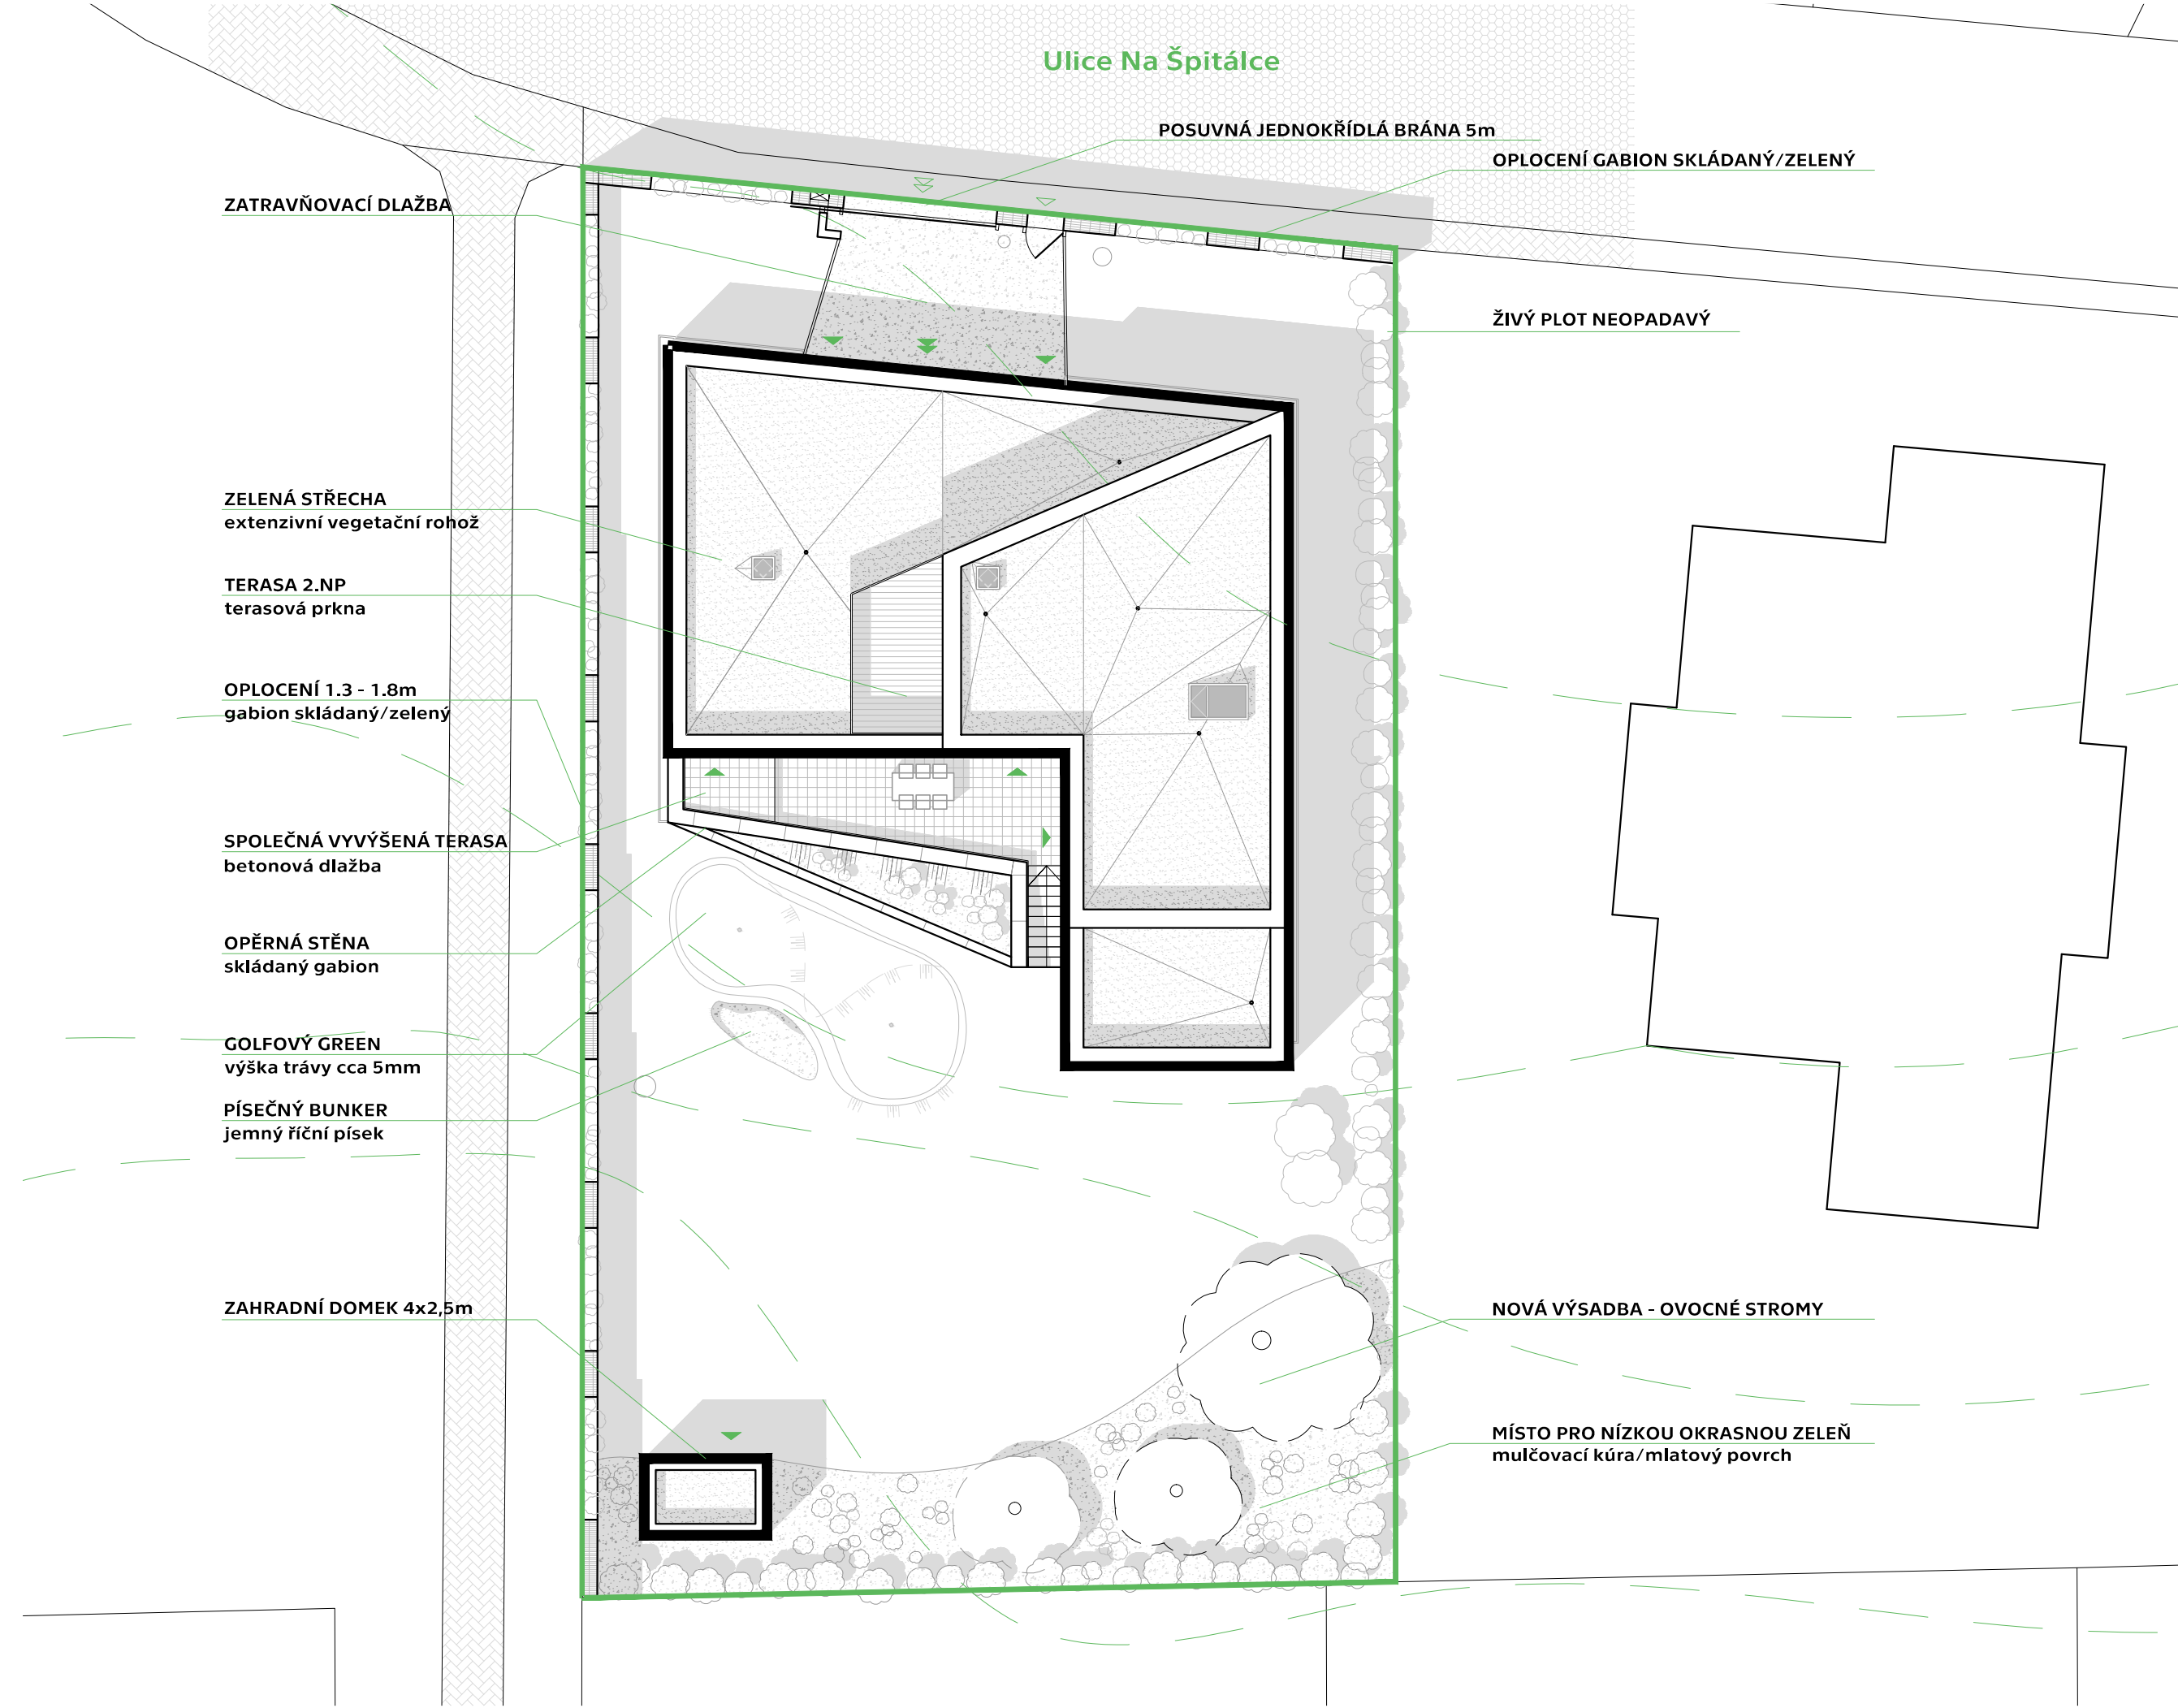 Ulice Na Špitálce
POSUVNÁ JEDNOKŘÍDLÁ BRÁNA 5m
OPLOCENÍ GABION SKLÁDANÝ/ZELENÝ
ZATRAVŇOVACÍ DLAŽBA
ŽIVÝ PLOT NEOPADAVÝ
ZELENÁ STŘECHA
extenzivní vegetační rohož
TERASA 2.NP
terasová prkna
OPLOCENÍ 1.3 - 1.8m
gabion skládaný/zelený
SPOLEČNÁ VYVÝŠENÁ TERASA
betonová dlažba
OPĚRNÁ STĚNA
skládaný gabion
GOLFOVÝ GREEN
výška trávy cca 5mm
PÍSEČNÝ BUNKER
jemný říční písek
ZAHRADNÍ DOMEK 4x2,5m
NOVÁ VÝSADBA - OVOCNÉ STROMY
MÍSTO PRO NÍZKOU OKRASNOU ZELEŇ
mulčovací kúra/mlatový povrch